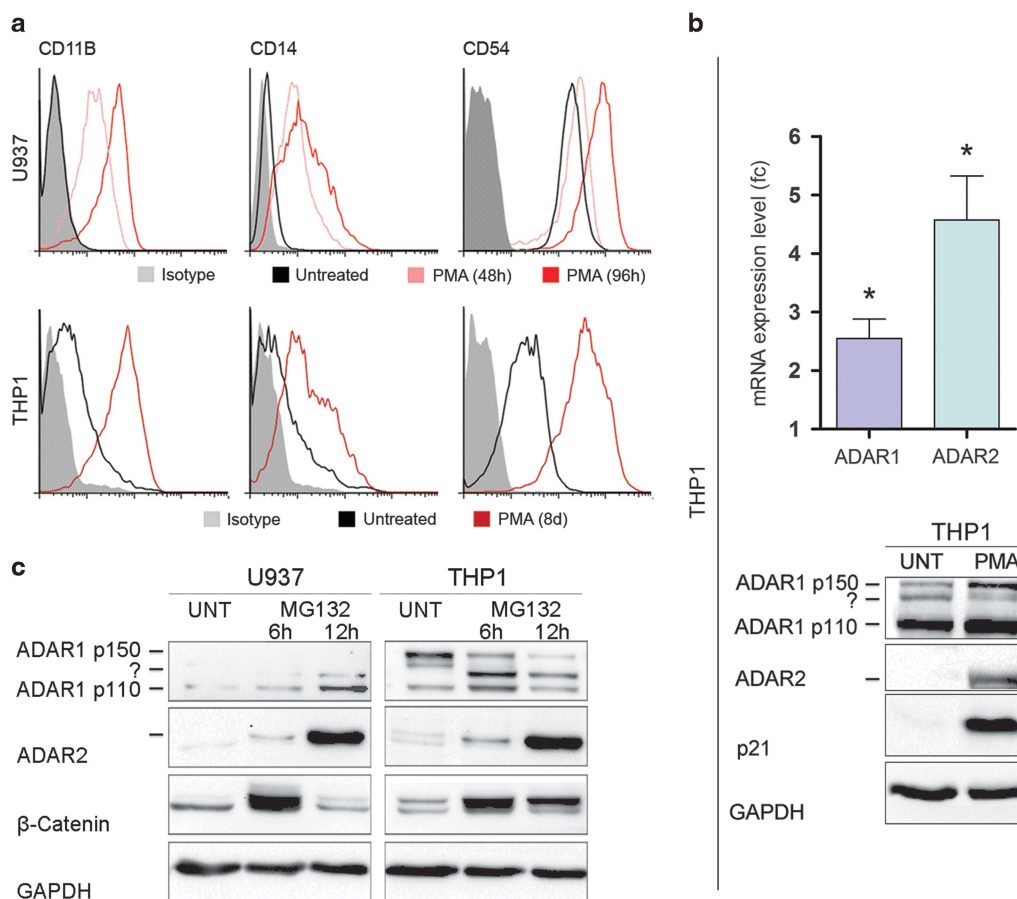 a
CD11B CD14 CD54
U937
Isotype Untreated PMA (48h) PMA (96h)
THP1
Isotype Untreated PMA (8d)
b
THP1
mRNA expression level (fc)
6
5
4
3
2
1
* *
ADAR1 ADAR2
THP1
UNT PMA
ADAR1 p150
?
ADAR1 p110
ADAR2
p21
GAPDH
c
U937 THP1
UNT MG132 UNT MG132
6h 12h 6h 12h
ADAR1 p150
?
ADAR1 p110
ADAR2
β-Catenin
GAPDH